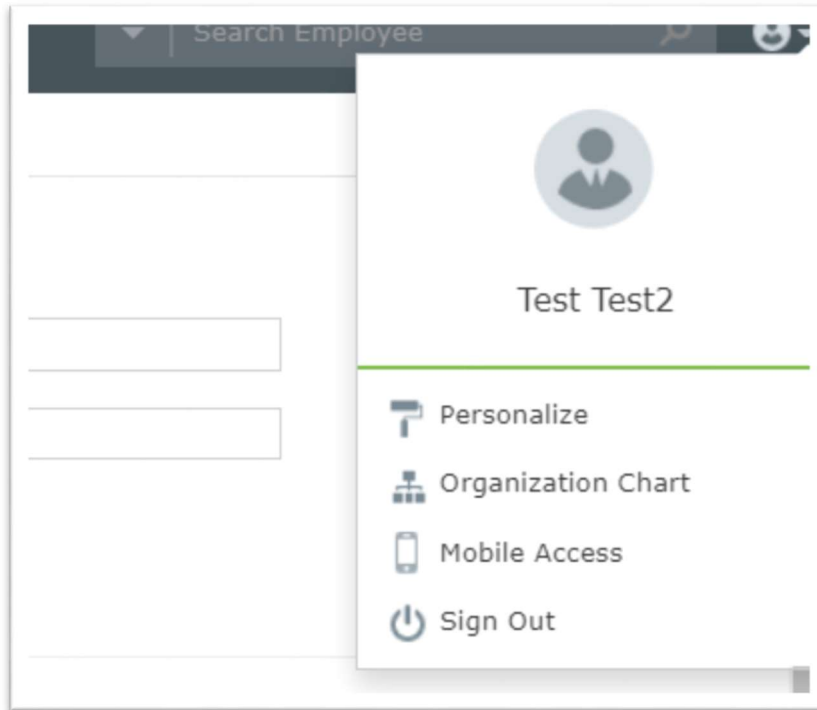 Search Employee
Test Test2
Personalize
Organization Chart
Mobile Access
Sign Out